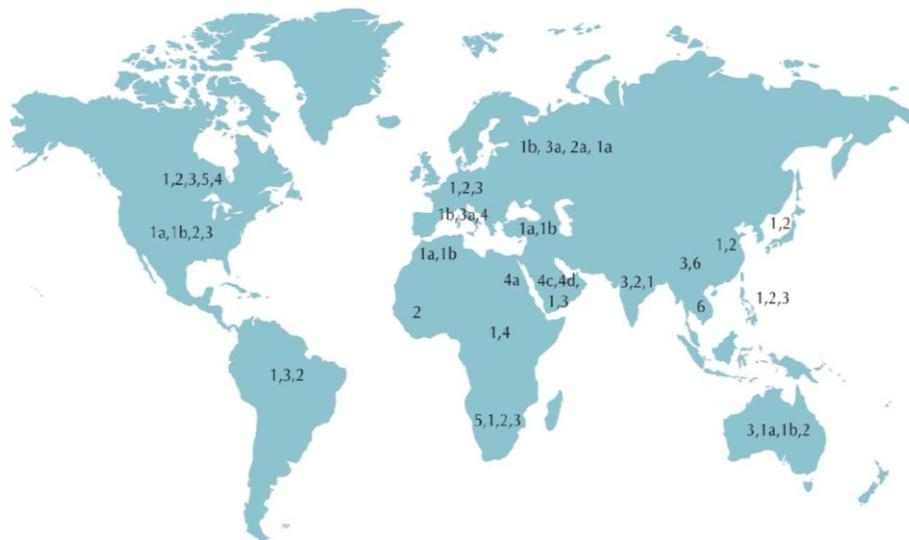 1b, 3a, 2a, 1a
1,2,3,5,4
1,2,3
1b,3a,4
1a,1b,2,3
1a,1b
1,2
1,2
1a,1b
3,6
4a
4c,4d,
1,3
3,2,1
1,2,3
6
2
1,4
1,3,2
5,1,2,3
3,1a,1b,2